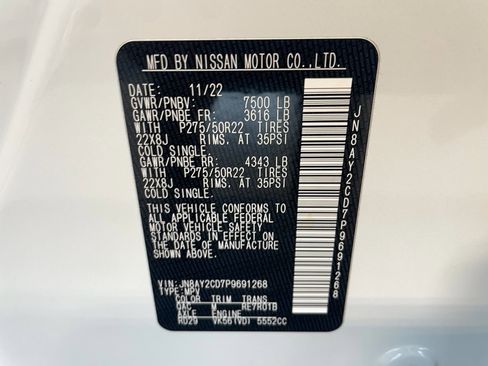 MFD BY NISSAN MOTOR CO.,LTD.
DATE: 11/22
GVWR/PNBV: 7500 LB
GAWR/PNBE FR: 3616 LB
WITH P275/50R22 TIRES
22X8J RIMS. AT 35PSI
COLD SINGLE.
GAWR/PNBE RR: 4343 LB
WITH P275/50R22 TIRES
22X8J RIMS. AT 35PSI
COLD SINGLE.
THIS VEHICLE CONFORMS TO
ALL APPLICABLE FEDERAL
MOTOR VEHICLE SAFETY
STANDARDS IN EFFECT ON
THE DATE OF MANUFACTURE
SHOWN ABOVE.
VIN: JN8AY2CD7P9691268
TYPE: MPV
COLOR TRIM TRANS
QAC M RE7R01B
AXLE ENGINE
RD29 VK56(VD) 5552CC
JN8AY2CD7P9691268